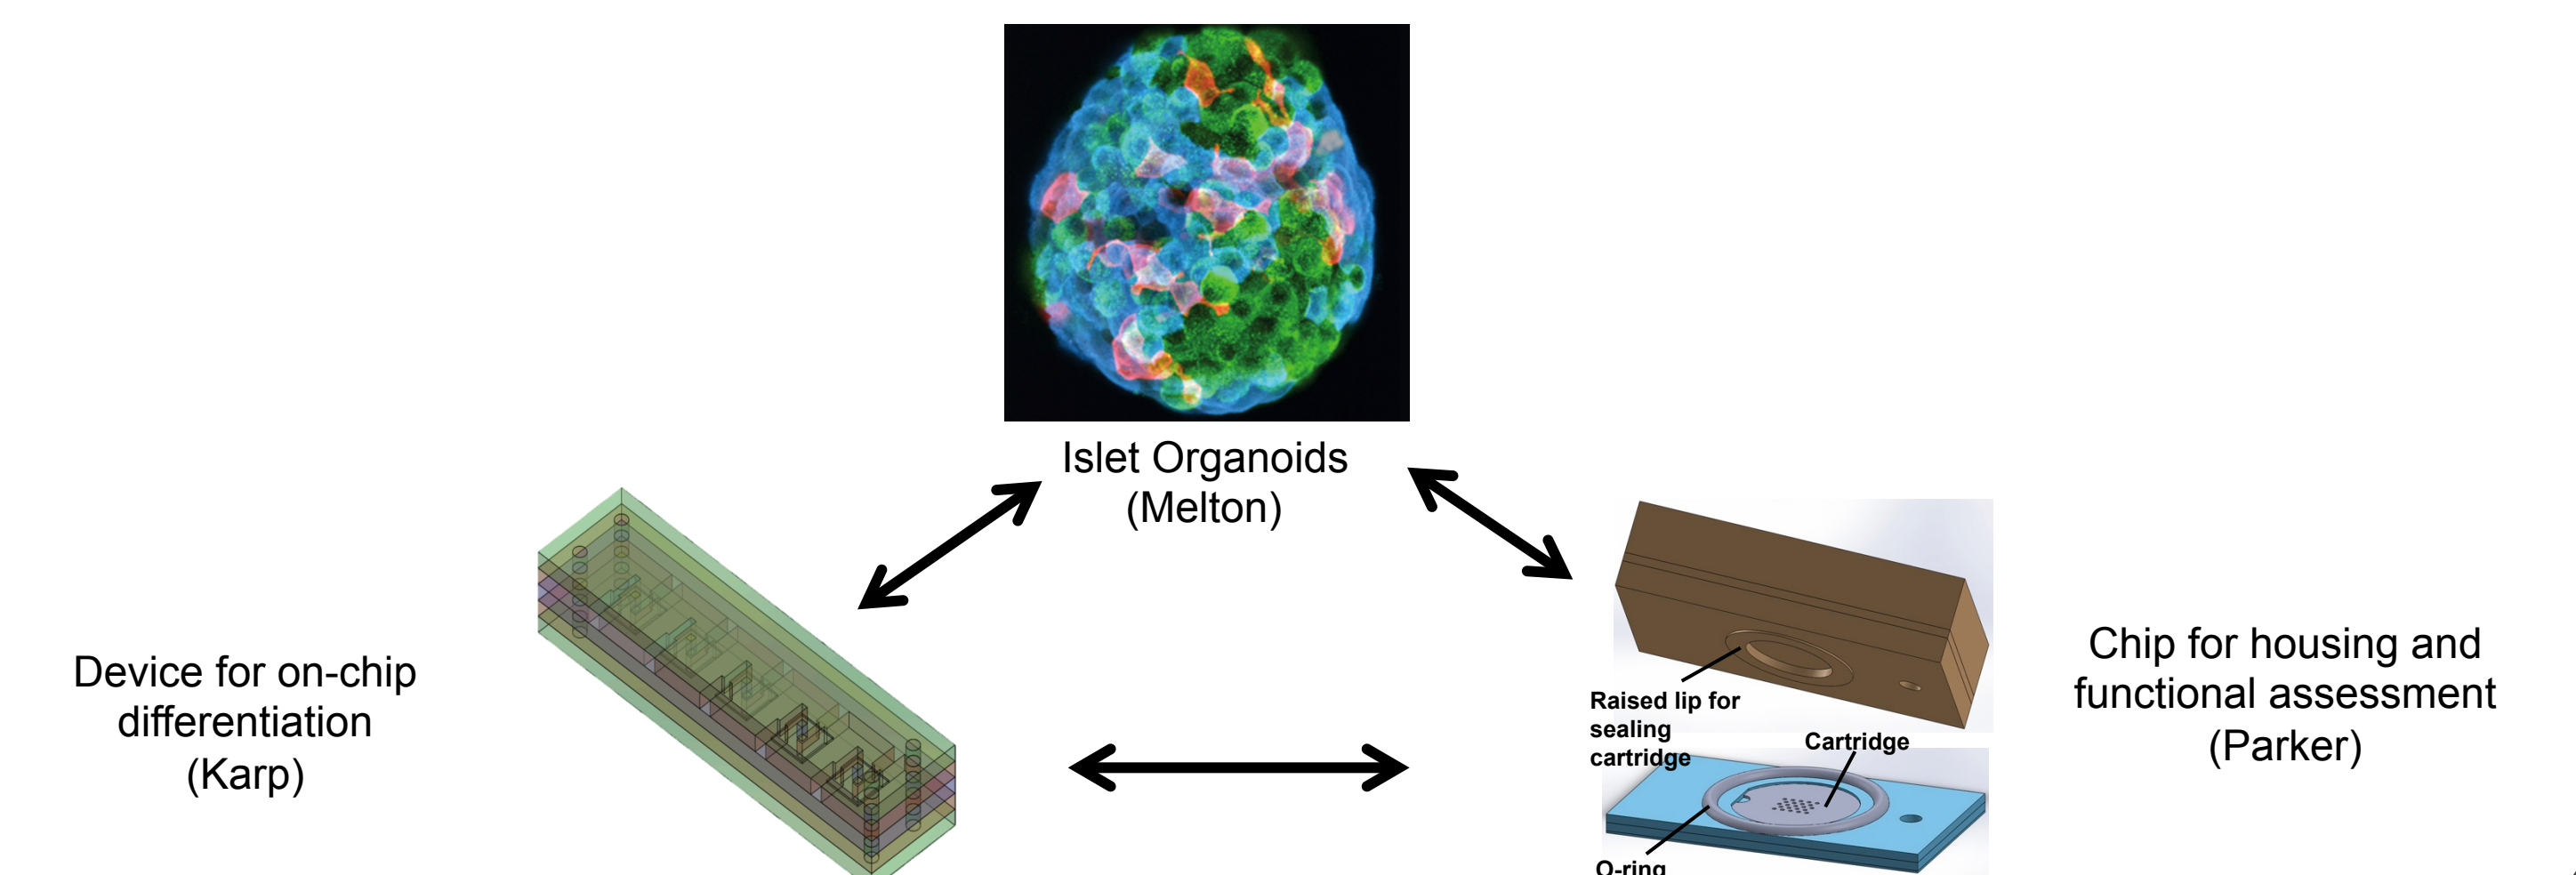 Islet Organoids
(Melton)
Device for on-chip
differentiation
(Karp)
Raised lip for
sealing
cartridge
Cartridge
O-ring
Chip for housing and
functional assessment
(Parker)